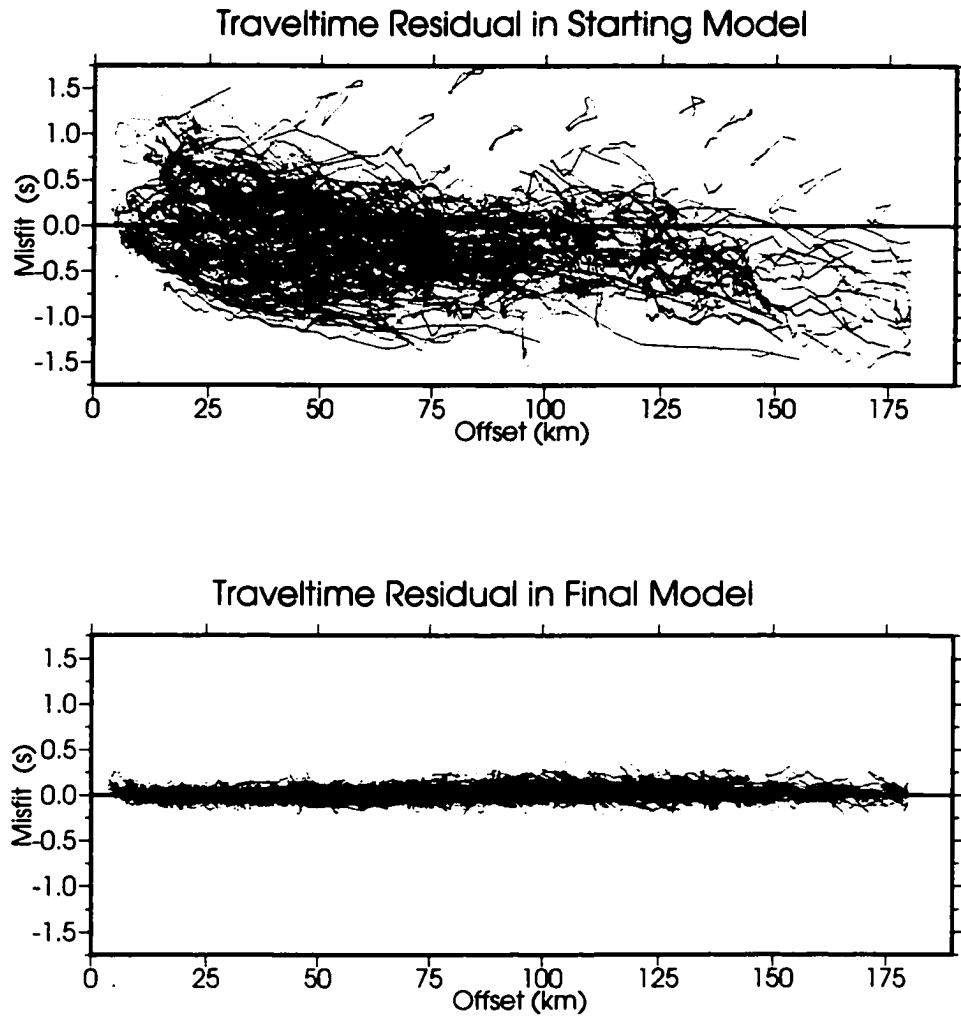 Traveltime Residual in Starting Model
1.5
1.0
0.5
0.0
-0.5
-1.0
-1.5
Misfit (s)
0 25 50 75 100 125 150 175
Offset (km)
Traveltime Residual in Final Model
1.5
1.0
0.5
0.0
-0.5
-1.0
-1.5
Misfit (s)
0 25 50 75 100 125 150 175
Offset (km)